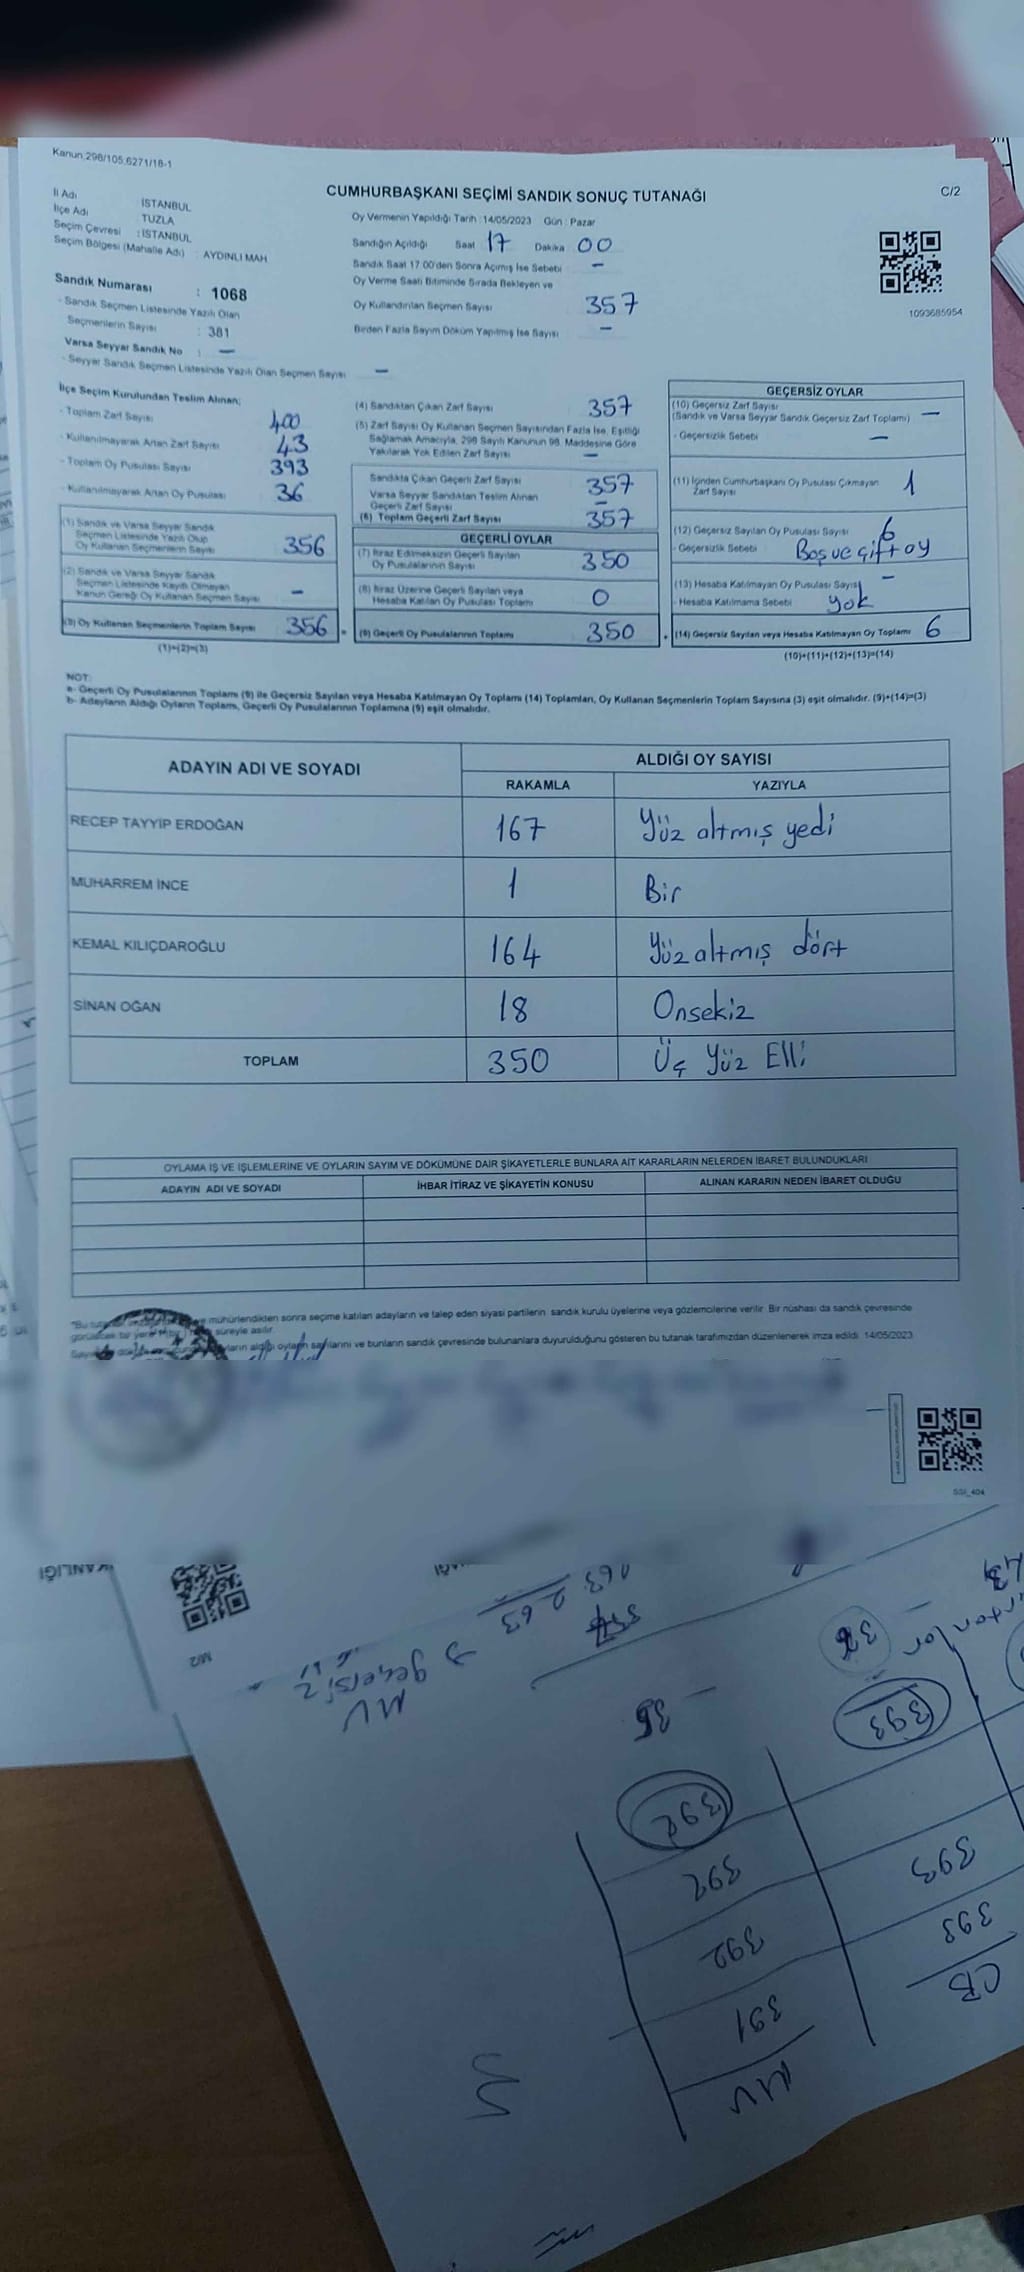 Kanun;298/105;6271/18-1
CUMHURBAŞKANI SEÇİMİ SANDIK SONUÇ TUTANAĞI
C/2
İl Adı İSTANBUL
İlçe Adı TUZLA
Seçim Çevresi : İSTANBUL
Seçim Bölgesi (Mahalle Adı) : AYDINLI MAH
Sandık Numarası : 1068
- Sandık Seçmen Listesinde Yazılı Olan
Seçmenlerin Sayısı : 381
Varsa Seyyar Sandık No : —
- Seyyar Sandık Seçmen Listesinde Yazılı Olan Seçmen Sayısı —
Oy Vermenin Yapıldığı Tarih :14/05/2023 Gün : Pazar
Sandığın Açıldığı Saat 17 Dakika 00
Sandık Saat 17:00'den Sonra Açımış İse Sebebi —
Oy Verme Saati Bitiminde Sırada Bekleyen ve
Oy Kullandırılan Seçmen Sayısı 357
Birden Fazla Sayım Döküm Yapılmış İse Sayısı —
1093685954
İlçe Seçim Kurulundan Teslim Alınan;
- Toplam Zarf Sayısı 400
- Kullanılmayarak Artan Zarf Sayısı 43
- Toplam Oy Pusulası Sayısı 393
- Kullanılmayarak Artan Oy Pusulası 36
(1) Sandık ve Varsa Seyyar Sandık
Seçmen Listesinde Yazılı Olup
Oy Kullanan Seçmenlerin Sayısı 356
(2) Sandık ve Varsa Seyyar Sandık
Seçmen Listesinde Kayıtlı Olmayan
Kanun Gereği Oy Kullanan Seçmen Sayısı —
(3) Oy Kullanan Seçmenlerin Toplam Sayısı 356
(1)+(2)=(3)
(4) Sandıktan Çıkan Zarf Sayısı 357
(5) Zarf Sayısı Oy Kullanan Seçmen Sayısından Fazla İse, Eşitliği
Sağlamak Amacıyla, 298 Sayılı Kanunun 98. Maddesine Göre
Yakılarak Yok Edilen Zarf Sayısı —
Sandıkta Çıkan Geçerli Zarf Sayısı 357
Varsa Seyyar Sandıktan Teslim Alınan
Geçerli Zarf Sayısı —
(6) Toplam Geçerli Zarf Sayısı 357
GEÇERLİ OYLAR
(7) İtiraz Edilmeksizin Geçerli Sayılan
Oy Pusulalarının Sayısı 350
(8) İtiraz Üzerine Geçerli Sayılan veya
Hesaba Katılan Oy Pusulası Toplamı 0
(9) Geçerli Oy Pusulalarının Toplamı 350
GEÇERSİZ OYLAR
(10) Geçersiz Zarf Sayısı
(Sandık ve Varsa Seyyar Sandık Geçersiz Zarf Toplamı) —
- Geçersizlik Sebebi —
(11) İçinden Cumhurbaşkanı Oy Pusulası Çıkmayan
Zarf Sayısı 1
(12) Geçersiz Sayılan Oy Pusulası Sayısı 6
- Geçersizlik Sebebi Boş ve çift oy
(13) Hesaba Katılmayan Oy Pusulası Sayısı —
- Hesaba Katılmama Sebebi yok
(14) Geçersiz Sayılan veya Hesaba Katılmayan Oy Toplamı 6
(10)+(11)+(12)+(13)=(14)
NOT:
a- Geçerli Oy Pusulalarının Toplamı (9) ile Geçersiz Sayılan veya Hesaba Katılmayan Oy Toplamı (14) Toplamları, Oy Kullanan Seçmenlerin Toplam Sayısına (3) eşit olmalıdır. (9)+(14)=(3)
b- Adayların Aldığı Oyların Toplamı, Geçerli Oy Pusulalarının Toplamına (9) eşit olmalıdır.
ADAYIN ADI VE SOYADI ALDIĞI OY SAYISI
RAKAMLA YAZIYLA
RECEP TAYYİP ERDOĞAN 167 Yüz altmış yedi
MUHARREM İNCE 1 Bir
KEMAL KILIÇDAROĞLU 164 Yüz altmış dört
SİNAN OĞAN 18 Onsekiz
TOPLAM 350 Üç Yüz Elli
OYLAMA İŞ VE İŞLEMLERİNE VE OYLARIN SAYIM VE DÖKÜMÜNE DAİR ŞİKAYETLERLE BUNLARA AİT KARARLARIN NELERDEN İBARET BULUNDUKLARI
ADAYIN ADI VE SOYADI İHBAR İTİRAZ VE ŞİKAYETİN KONUSU ALINAN KARARIN NEDEN İBARET OLDUĞU
ve mühürlendikten sonra seçime katılan adayların ve talep eden siyasi partilerin sandık kurulu üyelerine veya gözlemcilerine verilir. Bir nüshası da sandık çevresinde
süreyle asılır.
oyların sayılarını ve bunların sandık çevresinde bulunanlara duyurulduğunu gösteren bu tutanak tarafımızdan düzenlenerek imza edildi. 14/05/2023
SGI_404
M/2
MV → geçersiz
263
163
35
36
393
392
392 393
392 393
391 CB
MV